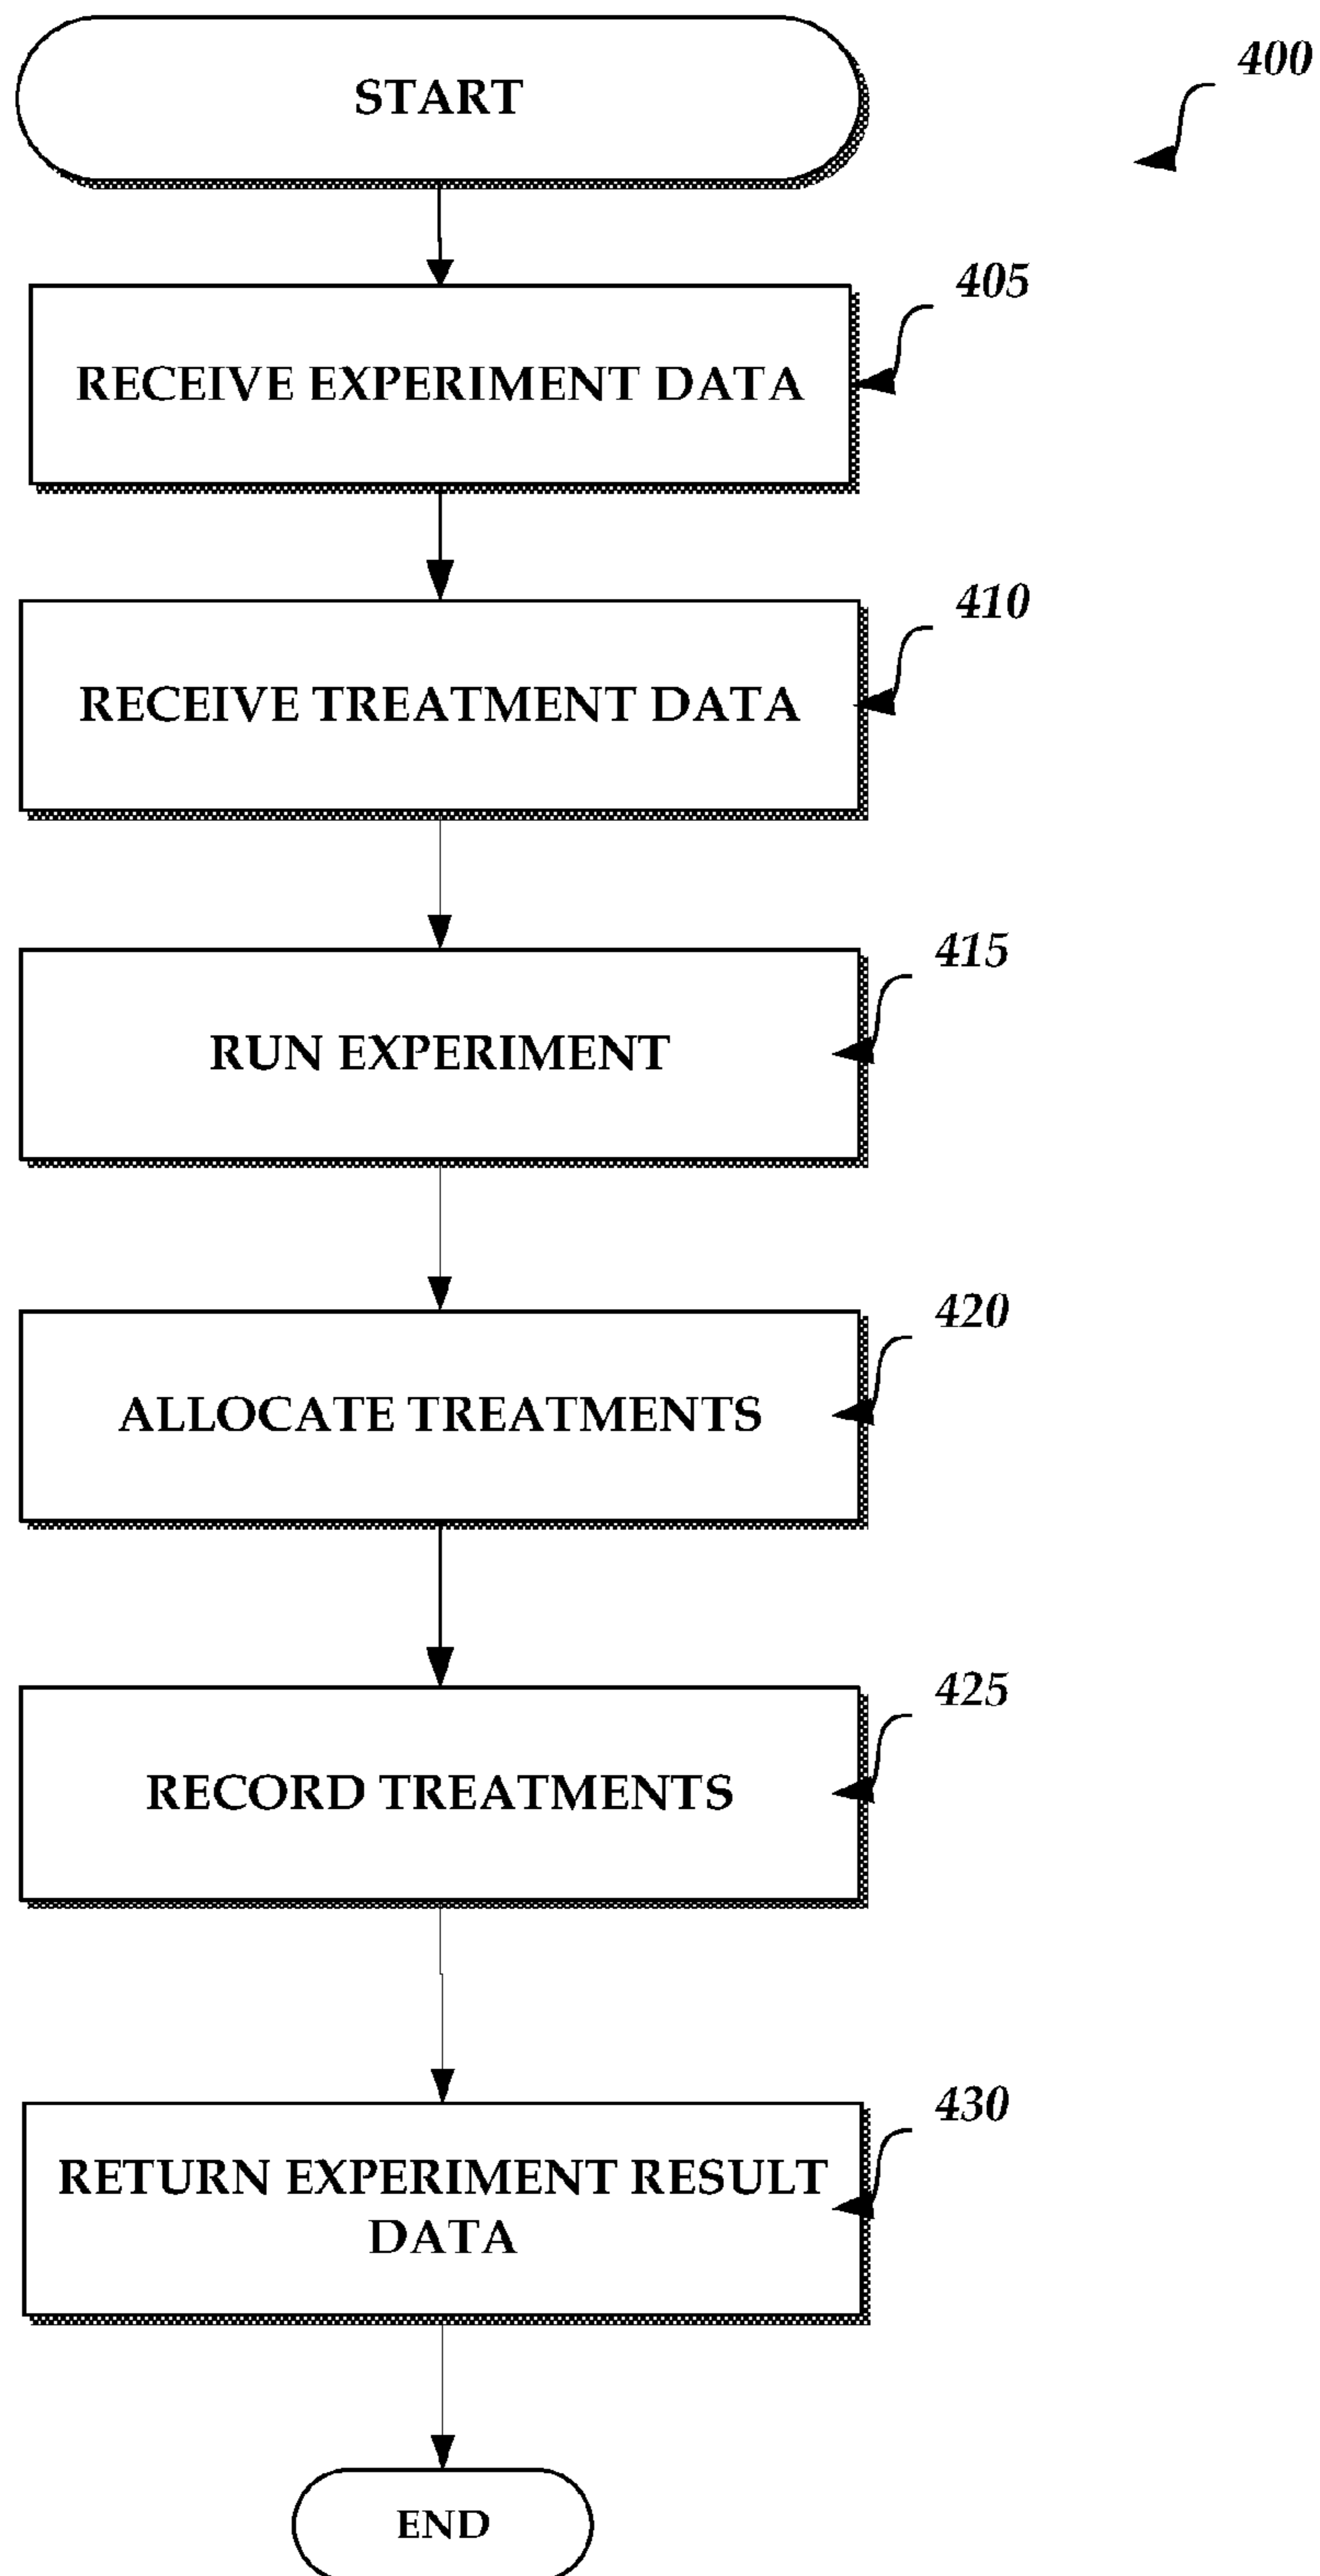 START
400
405
RECEIVE EXPERIMENT DATA
410
RECEIVE TREATMENT DATA
415
RUN EXPERIMENT
420
ALLOCATE TREATMENTS
425
RECORD TREATMENTS
430
RETURN EXPERIMENT RESULT
DATA
END